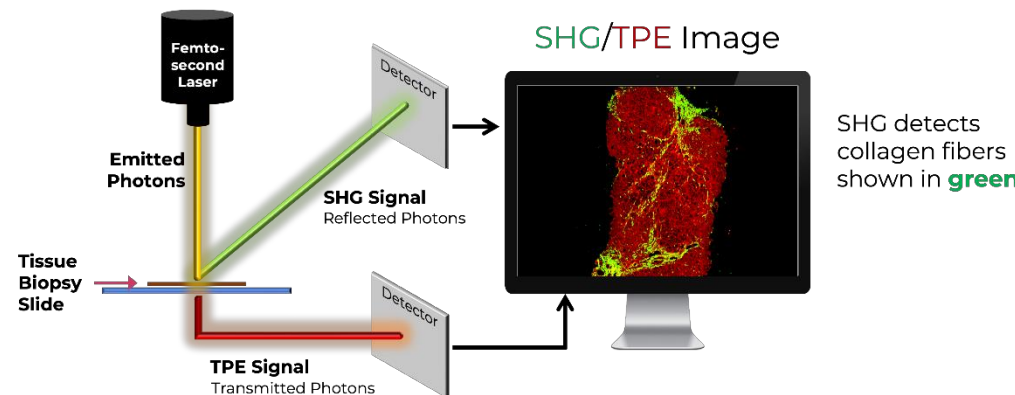 Femto-
second
Laser
Detector
SHG/TPE Image
Emitted
Photons
SHG Signal
Reflected Photons
SHG detects
collagen fibers
shown in green
Tissue
Biopsy
Slide
Detector
TPE Signal
Transmitted Photons